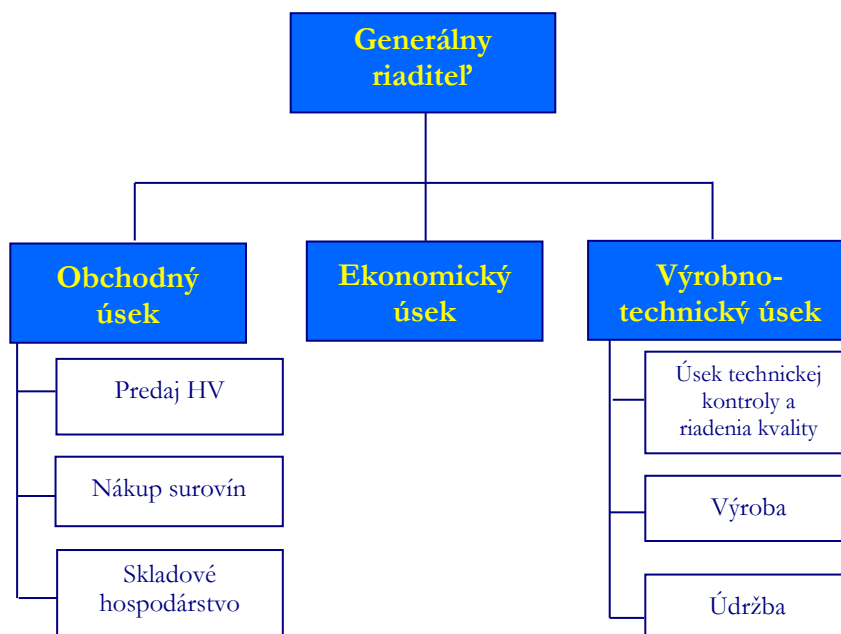 Generálny
riaditeľ
Obchodný
úsek
Ekonomický
úsek
Výrobno-
technický úsek
Predaj HV
Nákup surovín
Skladové
hospodárstvo
Úsek technickej
kontroly a
riadenia kvality
Výroba
Údržba